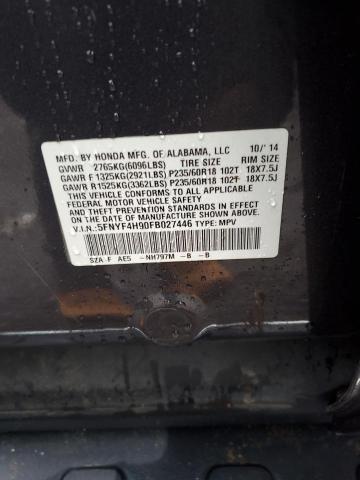 MFD. BY HONDA MFG. OF ALABAMA, LLC 10/'14
GVWR 2765KG(6096LBS) TIRE SIZE RIM SIZE
GAWR F 1325KG(2921LBS) P235/60R18 102T 18X7.5J
GAWR R 1525KG(3362LBS) P235/60R18 102T 18X7.5J
THIS VEHICLE CONFORMS TO ALL APPLICABLE
FEDERAL MOTOR VEHICLE SAFETY
STANDARDS IN EFFECT ON THE DATE OF
MANUFACTURE SHOWN ABOVE.
V.I.N.: 5FNYF4H90FB027446 TYPE: MPV
SZA-F AE5 -NH797M -B -B